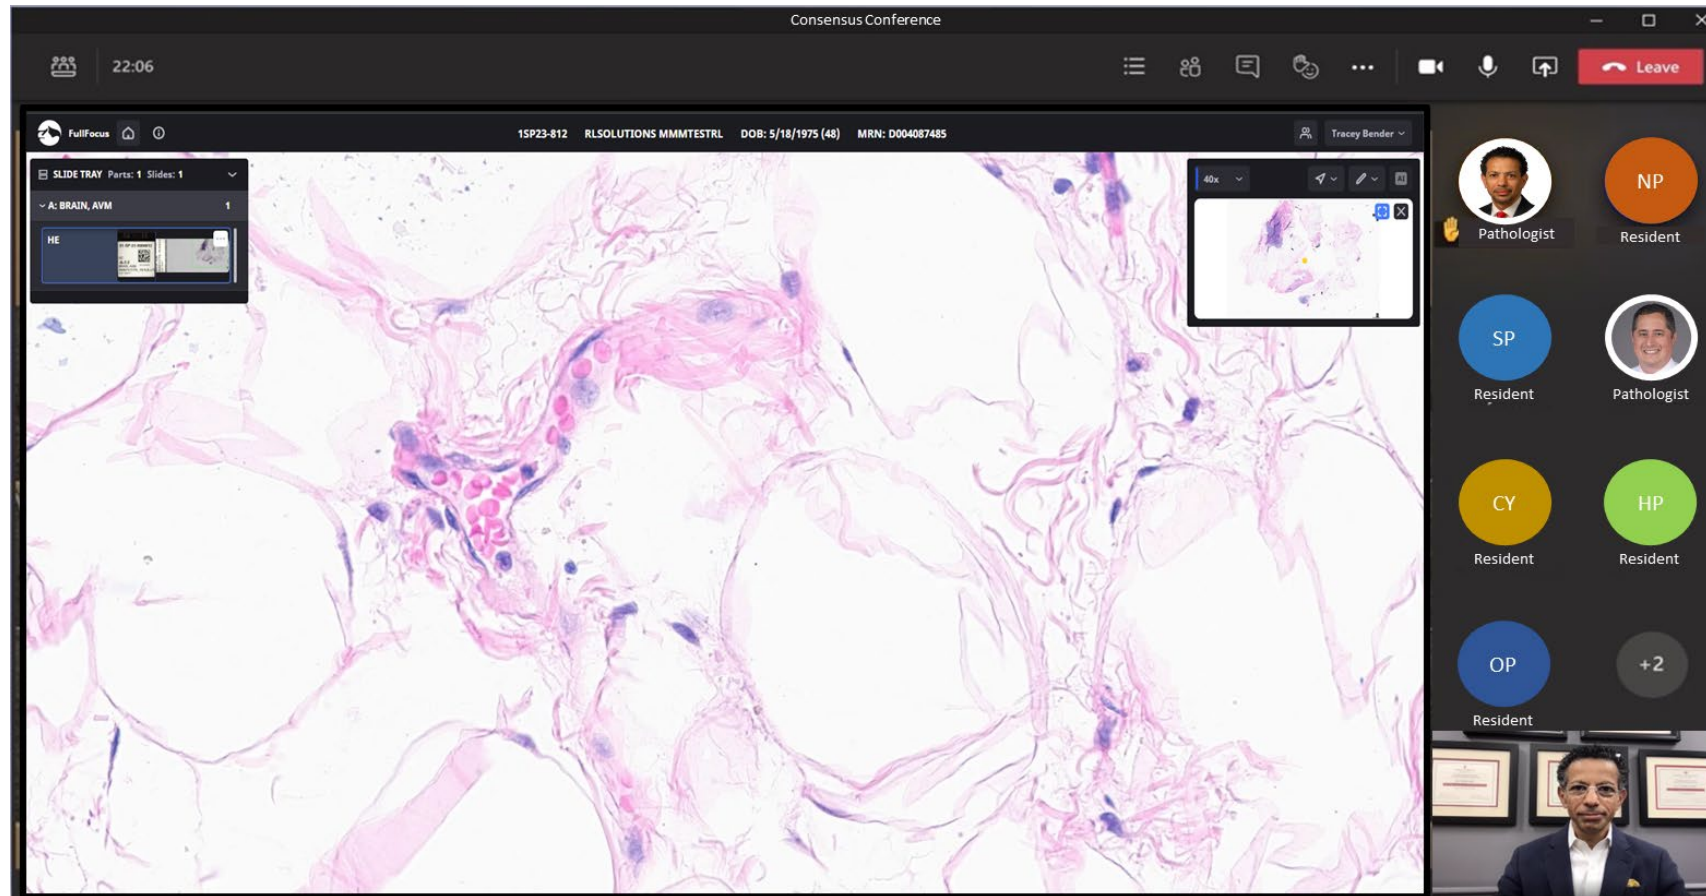 Consensus Conference
22:06
Leave
FullFocus
1SP23-812 RLSOLUTIONS MMMTESTRL DOB: 5/18/1975 (48) MRN: D004087485
Tracey Bender
SLIDE TRAY Parts: 1 Slides: 1
A: BRAIN, AVM 1
HE
40x
AI
Pathologist
NP
Resident
SP
Resident
Pathologist
CY
Resident
HP
Resident
OP
Resident
+2